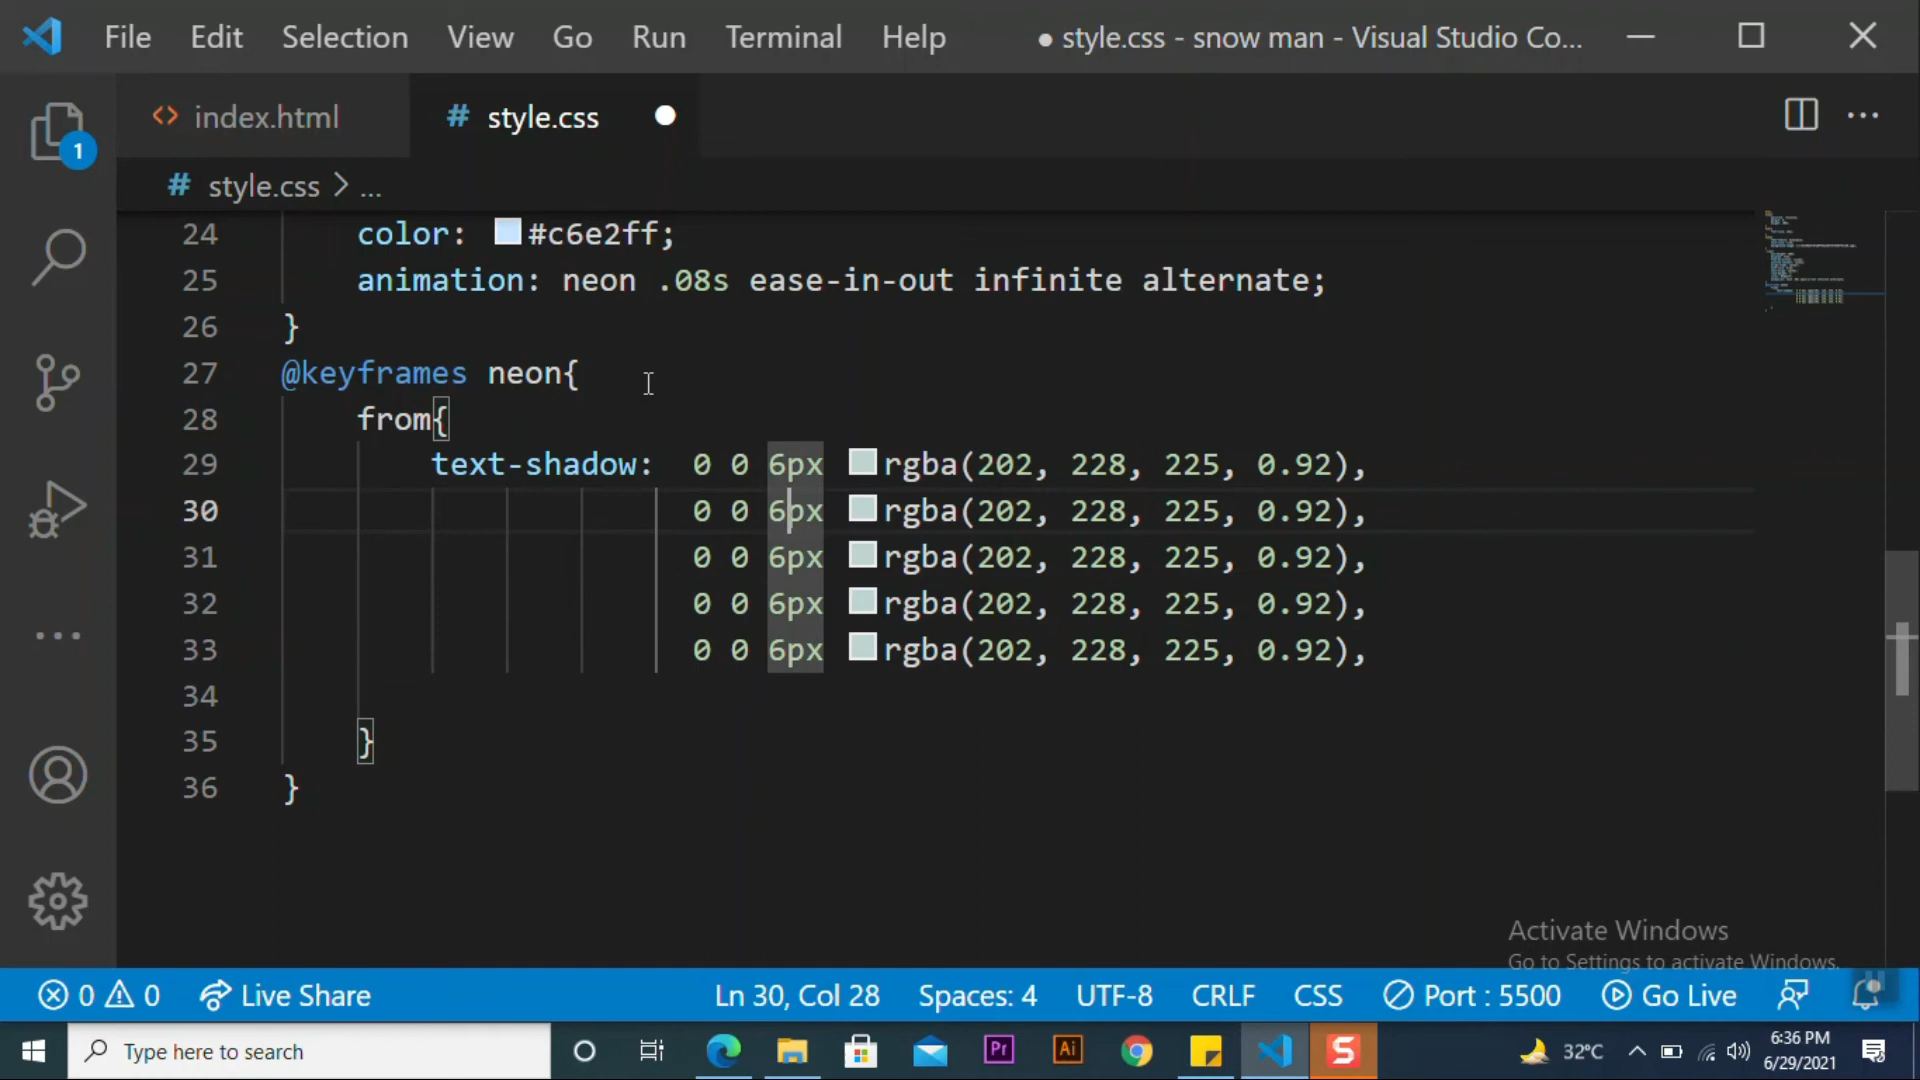 File Edit Selection View Go Run Terminal Help ● style.css - snow man - Visual Studio Co...
index.html # style.css
1
# style.css > ...
24 color: #c6e2ff;
25 animation: neon .08s ease-in-out infinite alternate;
26 }
27 @keyframes neon{
28 from{
29 text-shadow: 0 0 6px rgba(202, 228, 225, 0.92),
30 0 0 6px rgba(202, 228, 225, 0.92),
31 0 0 6px rgba(202, 228, 225, 0.92),
32 0 0 6px rgba(202, 228, 225, 0.92),
33 0 0 6px rgba(202, 228, 225, 0.92),
34
35 }
36 }
Activate Windows
Go to Settings to activate Windows.
0 0 Live Share Ln 30, Col 28 Spaces: 4 UTF-8 CRLF CSS Port : 5500 Go Live
Type here to search Pr Ai S 32°C 6:36 PM
6/29/2021